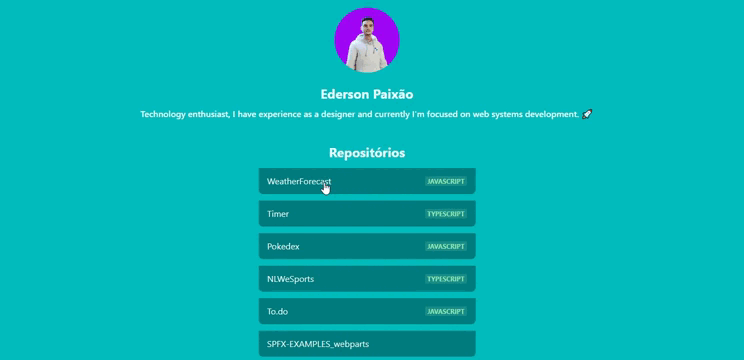 Ederson Paixão
Technology enthusiast, I have experience as a designer and currently I'm focused on web systems development. 🚀
Repositórios
WeatherForecast JAVASCRIPT
Timer TYPESCRIPT
Pokedex JAVASCRIPT
NLWeSports TYPESCRIPT
To.do JAVASCRIPT
SPFX-EXAMPLES_webparts